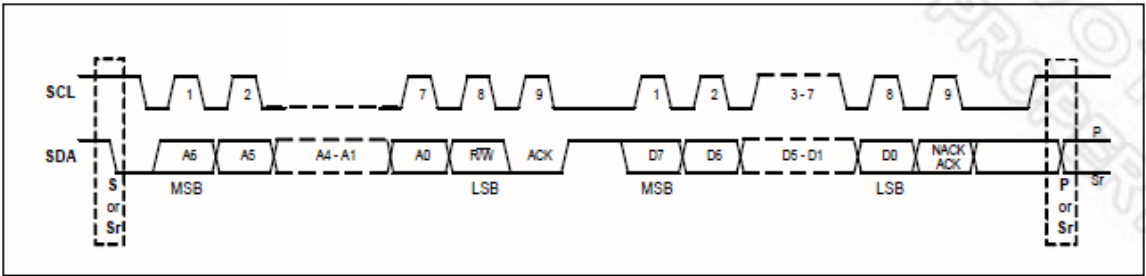 SCL 1 2 7 8 9 1 2 3 - 7 8 9
P
SDA A6 A5 A4 - A1 A0 R/W̅ ACK D7 D6 D5 - D1 D0 NACK
ACK
Sr
MSB LSB MSB LSB
S
or
Sr
P
or
Sr